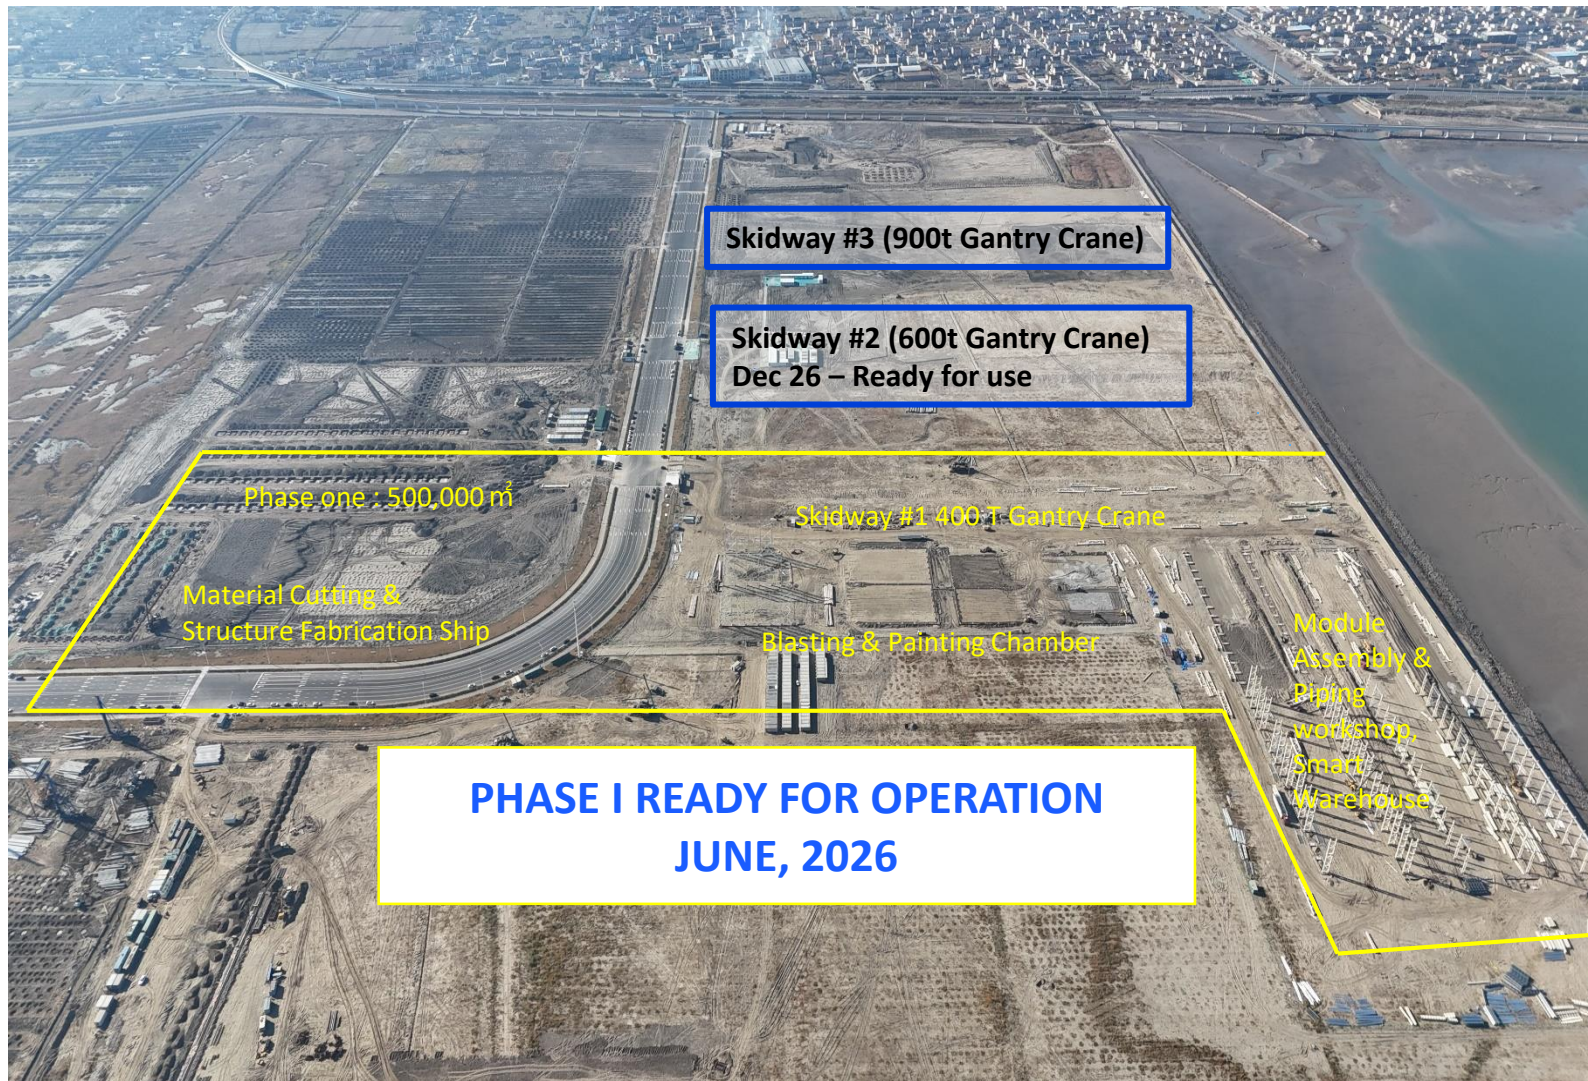 Skidway #3 (900t Gantry Crane)
Skidway #2 (600t Gantry Crane)
Dec 26 – Ready for use
Phase one : 500,000 ㎡
Skidway #1 400 T Gantry Crane
Material Cutting &
Structure Fabrication Ship
Blasting & Painting Chamber
Module
Assembly &
Piping
workshop,
Smart
Warehouse
PHASE I READY FOR OPERATION
JUNE, 2026